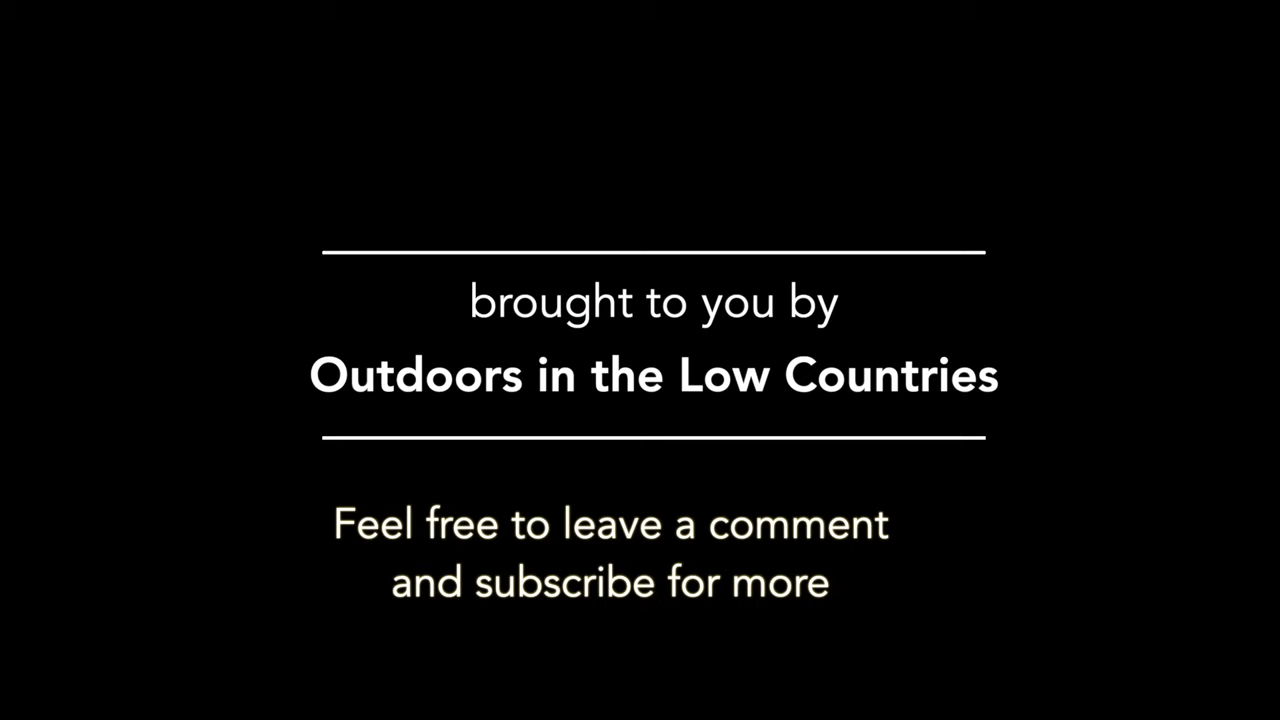 brought to you by
Outdoors in the Low Countries
Feel free to leave a comment
and subscribe for more